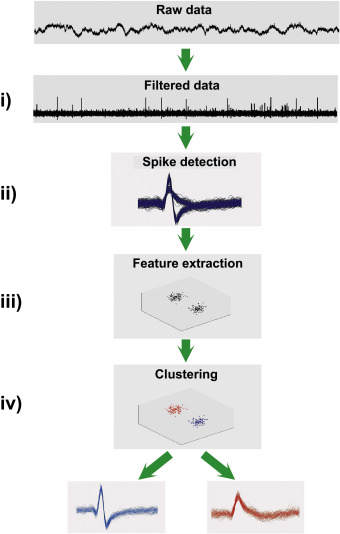 Raw data
i)
Filtered data
ii)
Spike detection
iii)
Feature extraction
iv)
Clustering